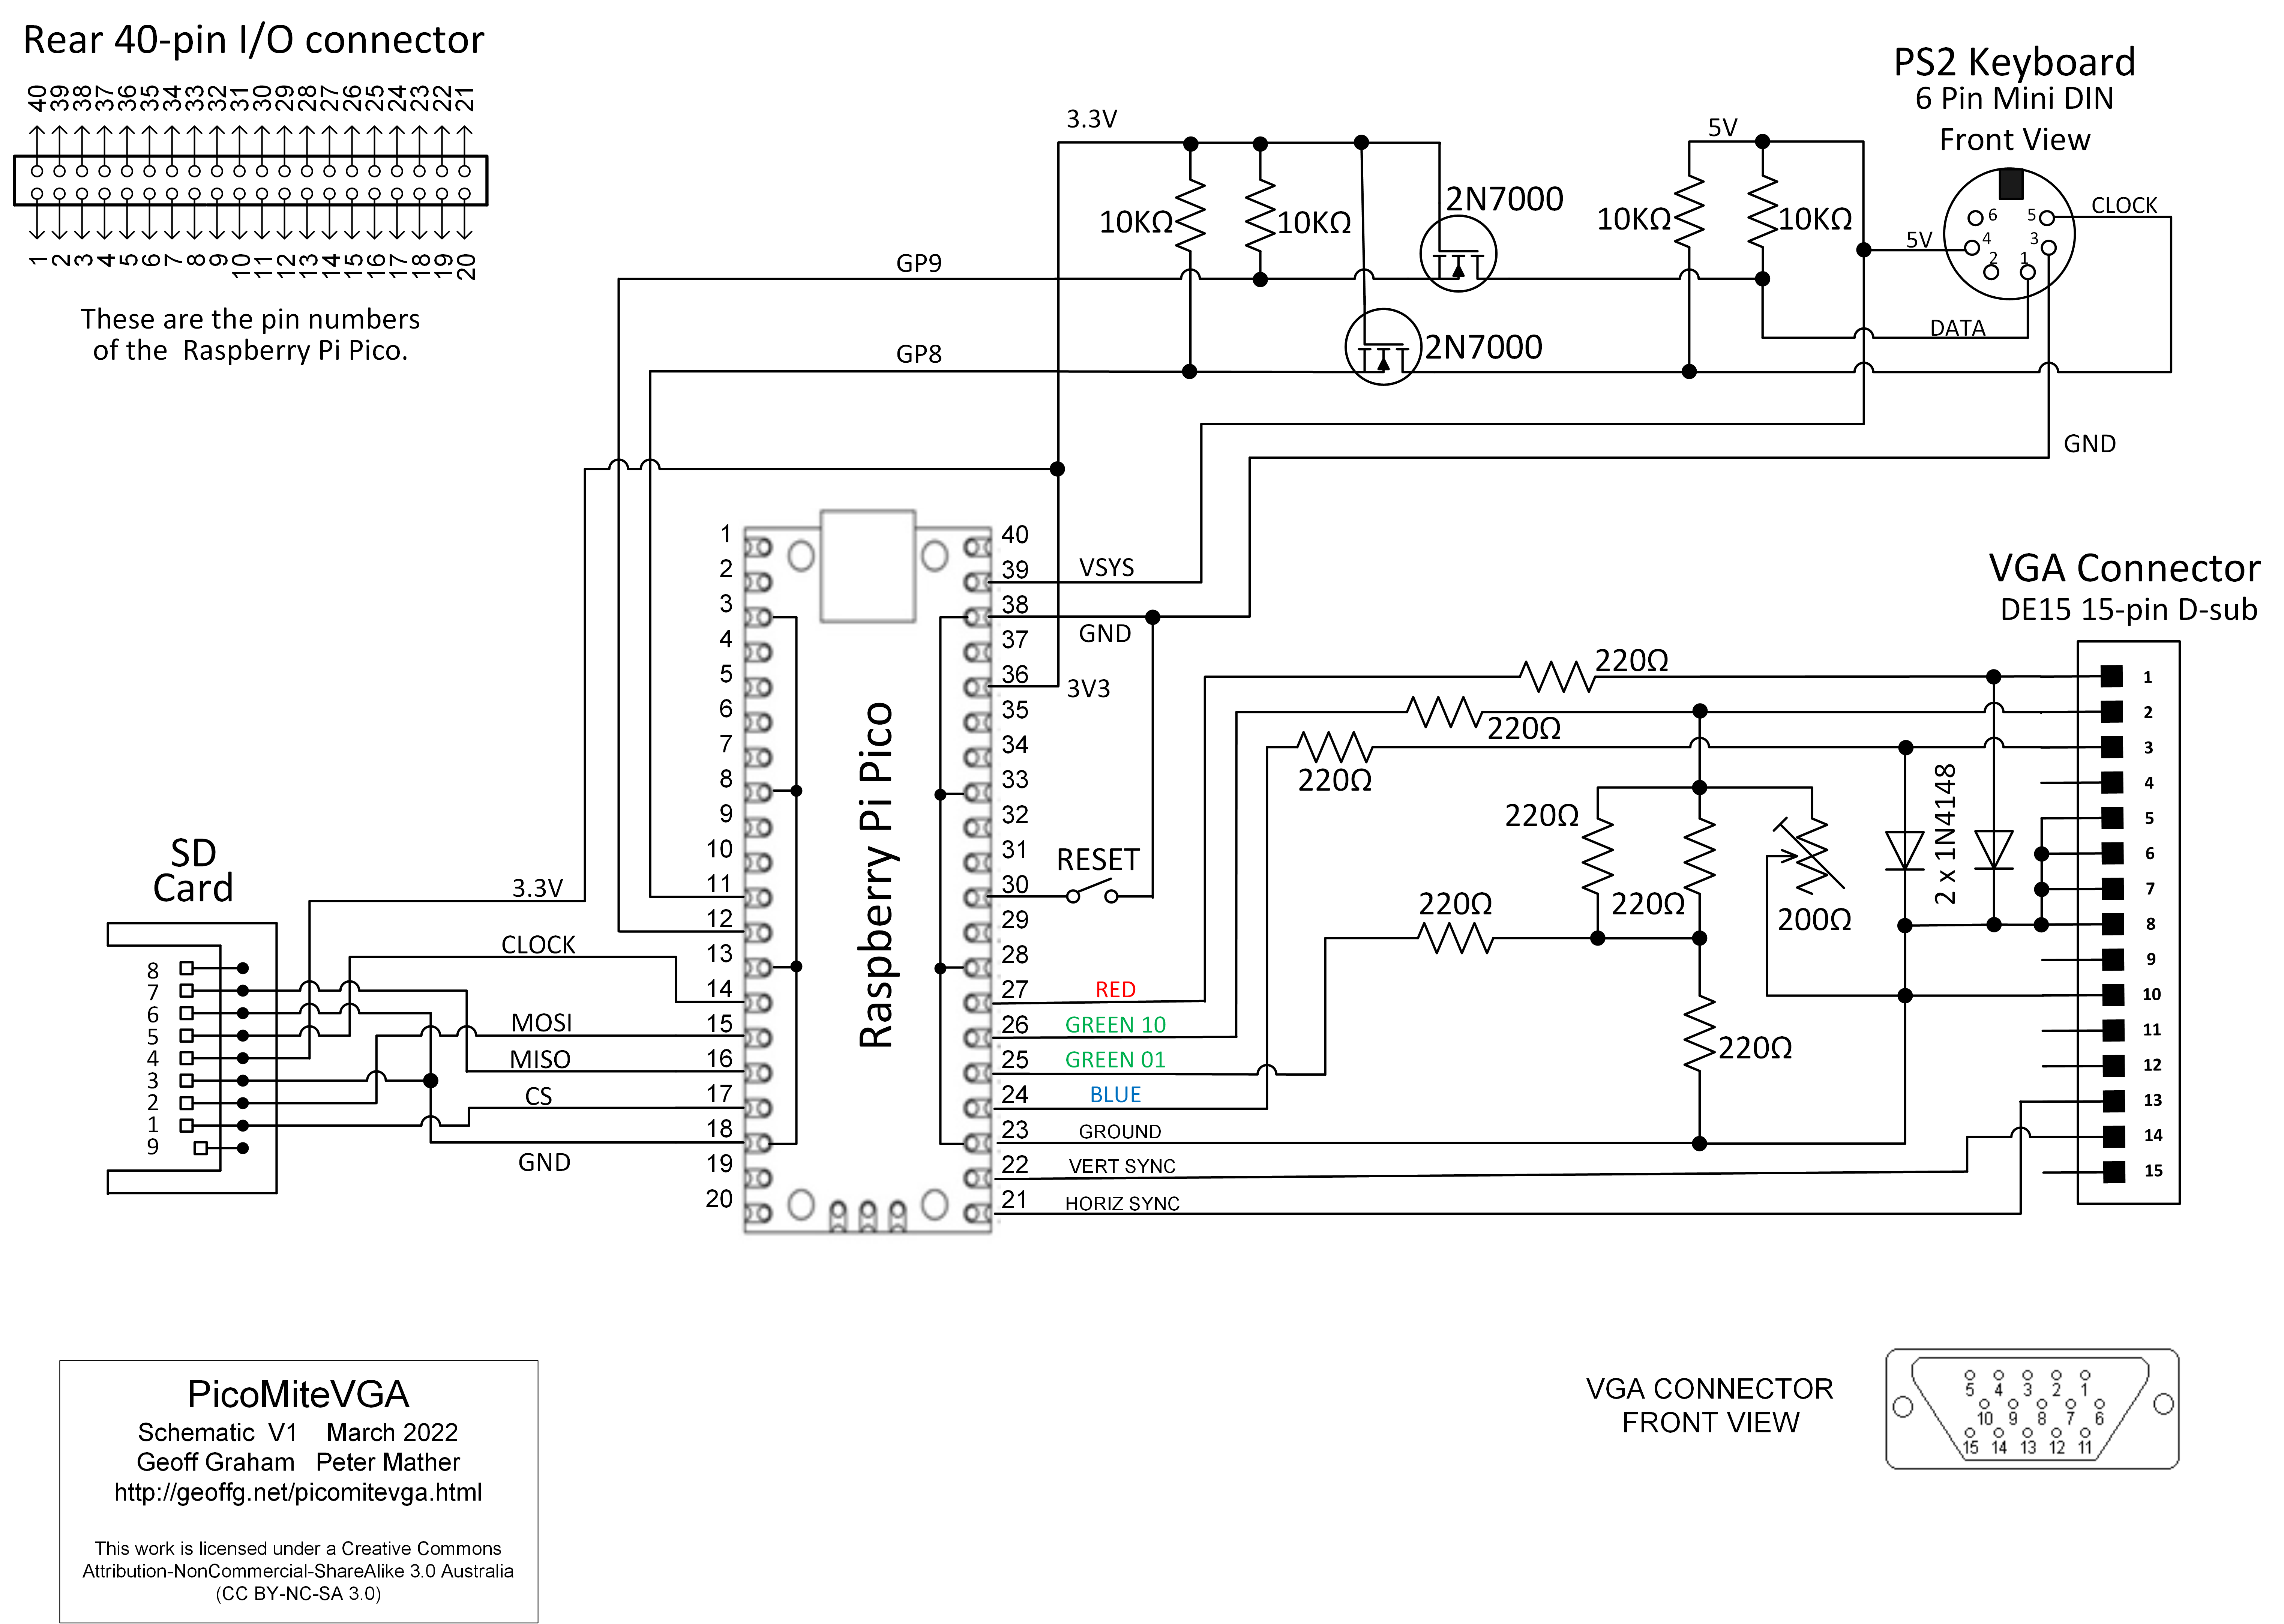 Rear 40-pin I/O connector
40 39 38 37 36 35 34 33 32 31 30 29 28 27 26 25 24 23 22 21
1 2 3 4 5 6 7 8 9 10 11 12 13 14 15 16 17 18 19 20
These are the pin numbers
of the Raspberry Pi Pico.
PS2 Keyboard
6 Pin Mini DIN
Front View
6 5
4 3
2 1
CLOCK
5V
DATA
GND
3.3V
5V
10KΩ
10KΩ
2N7000
10KΩ
10KΩ
GP9
2N7000
GP8
Raspberry Pi Pico
1
2
3
4
5
6
7
8
9
10
11
12
13
14
15
16
17
18
19
20
40
39
38
37
36
35
34
33
32
31
30
29
28
27
26
25
24
23
22
21
VSYS
GND
3V3
RESET
RED
GREEN 10
GREEN 01
BLUE
GROUND
VERT SYNC
HORIZ SYNC
SD
Card
8
7
6
5
4
3
2
1
9
3.3V
CLOCK
MOSI
MISO
CS
GND
220Ω
220Ω
220Ω
220Ω
220Ω
220Ω
200Ω
220Ω
2 x 1N4148
VGA Connector
DE15 15-pin D-sub
1
2
3
4
5
6
7
8
9
10
11
12
13
14
15
PicoMiteVGA
Schematic V1 March 2022
Geoff Graham Peter Mather
http://geoffg.net/picomitevga.html
This work is licensed under a Creative Commons
Attribution-NonCommercial-ShareAlike 3.0 Australia
(CC BY-NC-SA 3.0)
VGA CONNECTOR
FRONT VIEW
5 4 3 2 1
10 9 8 7 6
15 14 13 12 11